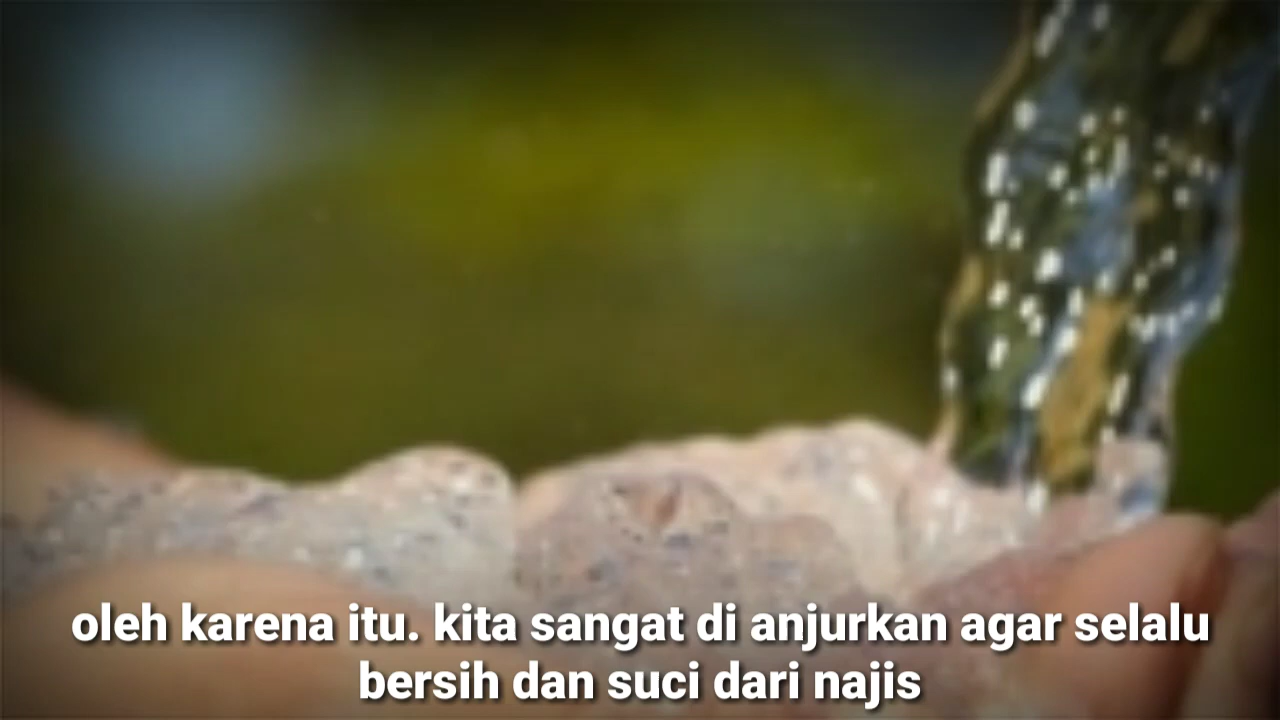 oleh karena itu. kita sangat di anjurkan agar selalu
bersih dan suci dari najis